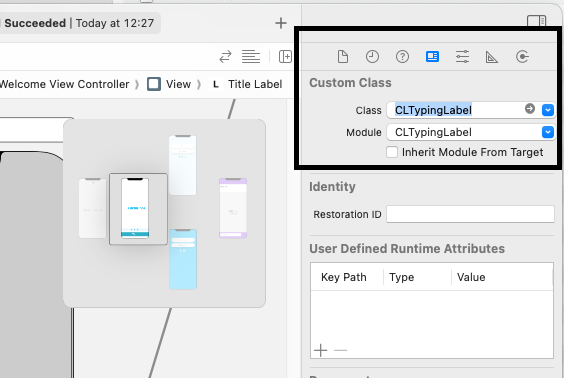 Succeeded | Today at 12:27
Welcome View Controller 〉 View 〉 L Title Label
Custom Class
Class CLTypingLabel
Module CLTypingLabel
Inherit Module From Target
Identity
Restoration ID
User Defined Runtime Attributes
Key Path Type Value